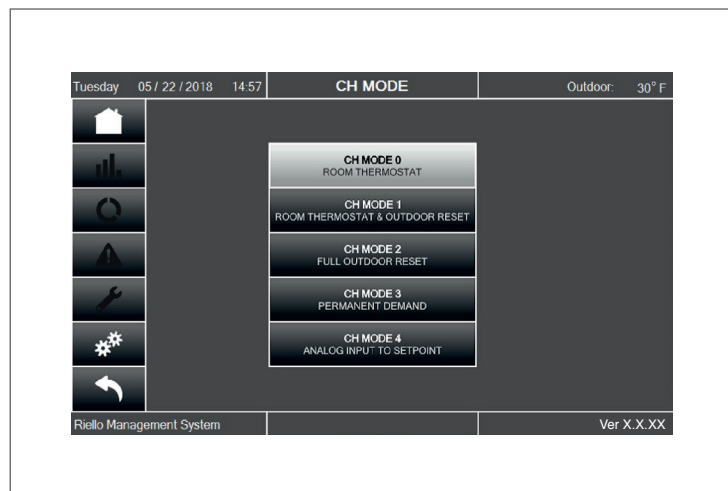 Tuesday 05 / 22 / 2018 14:57 CH MODE Outdoor: 30° F
CH MODE 0
ROOM THERMOSTAT
CH MODE 1
ROOM THERMOSTAT & OUTDOOR RESET
CH MODE 2
FULL OUTDOOR RESET
CH MODE 3
PERMANENT DEMAND
CH MODE 4
ANALOG INPUT TO SETPOINT
Riello Management System Ver X.X.XX